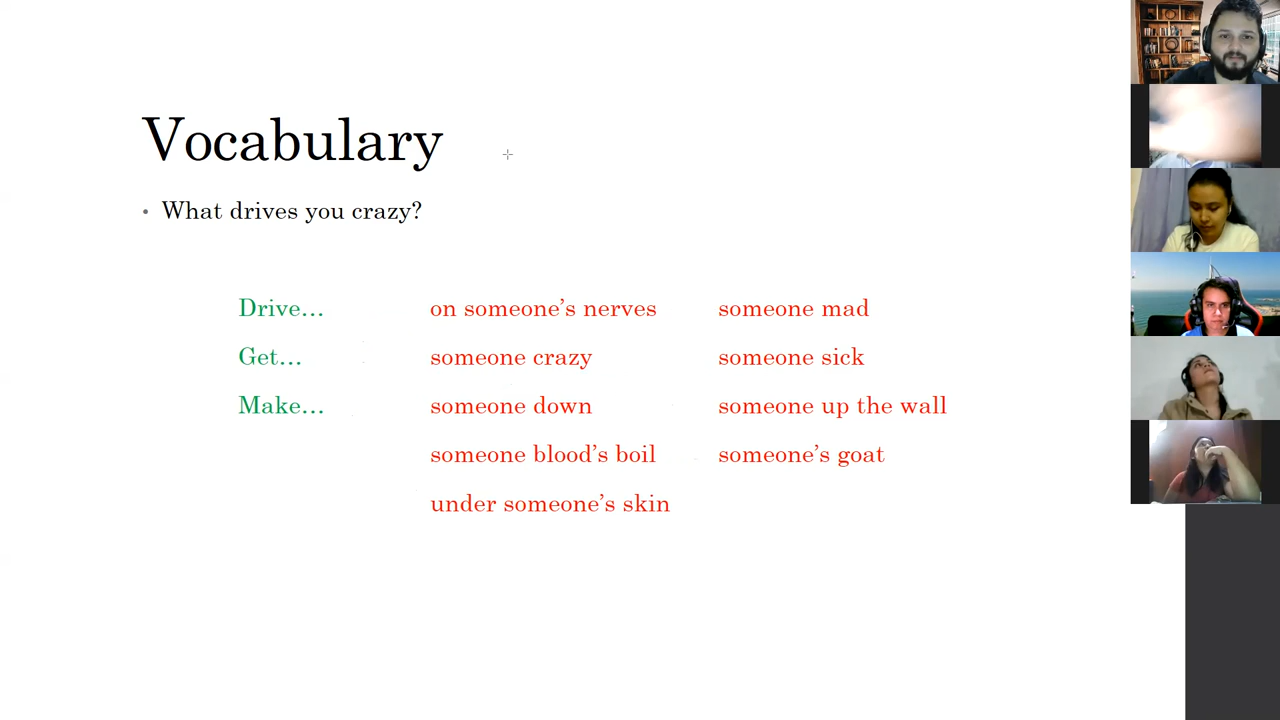 Vocabulary
• What drives you crazy?
Drive... on someone's nerves someone mad
Get... someone crazy someone sick
Make... someone down someone up the wall
someone blood's boil someone's goat
under someone's skin